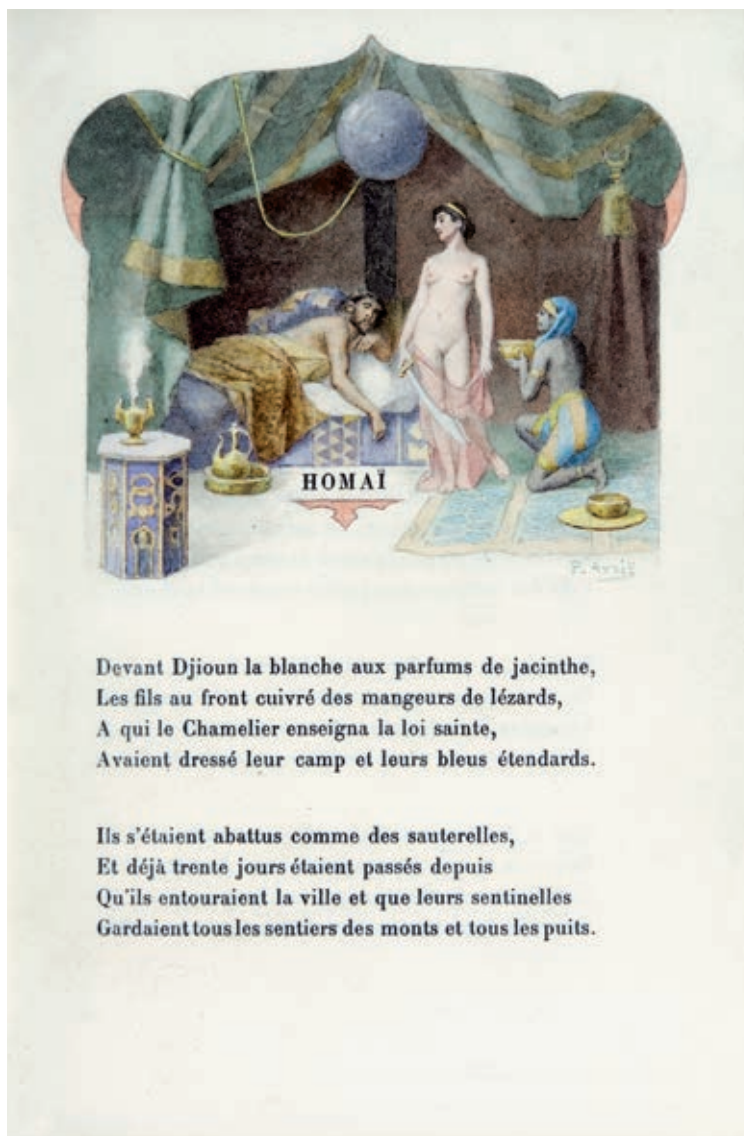 HOMAÏ
P. Avril
Devant Djioun la blanche aux parfums de jacinthe,
Les fils au front cuivré des mangeurs de lézards,
A qui le Chamelier enseigna la loi sainte,
Avaient dressé leur camp et leurs bleus étendards.
Ils s'étaient abattus comme des sauterelles,
Et déjà trente jours étaient passés depuis
Qu'ils entouraient la ville et que leurs sentinelles
Gardaient tous les sentiers des monts et tous les puits.